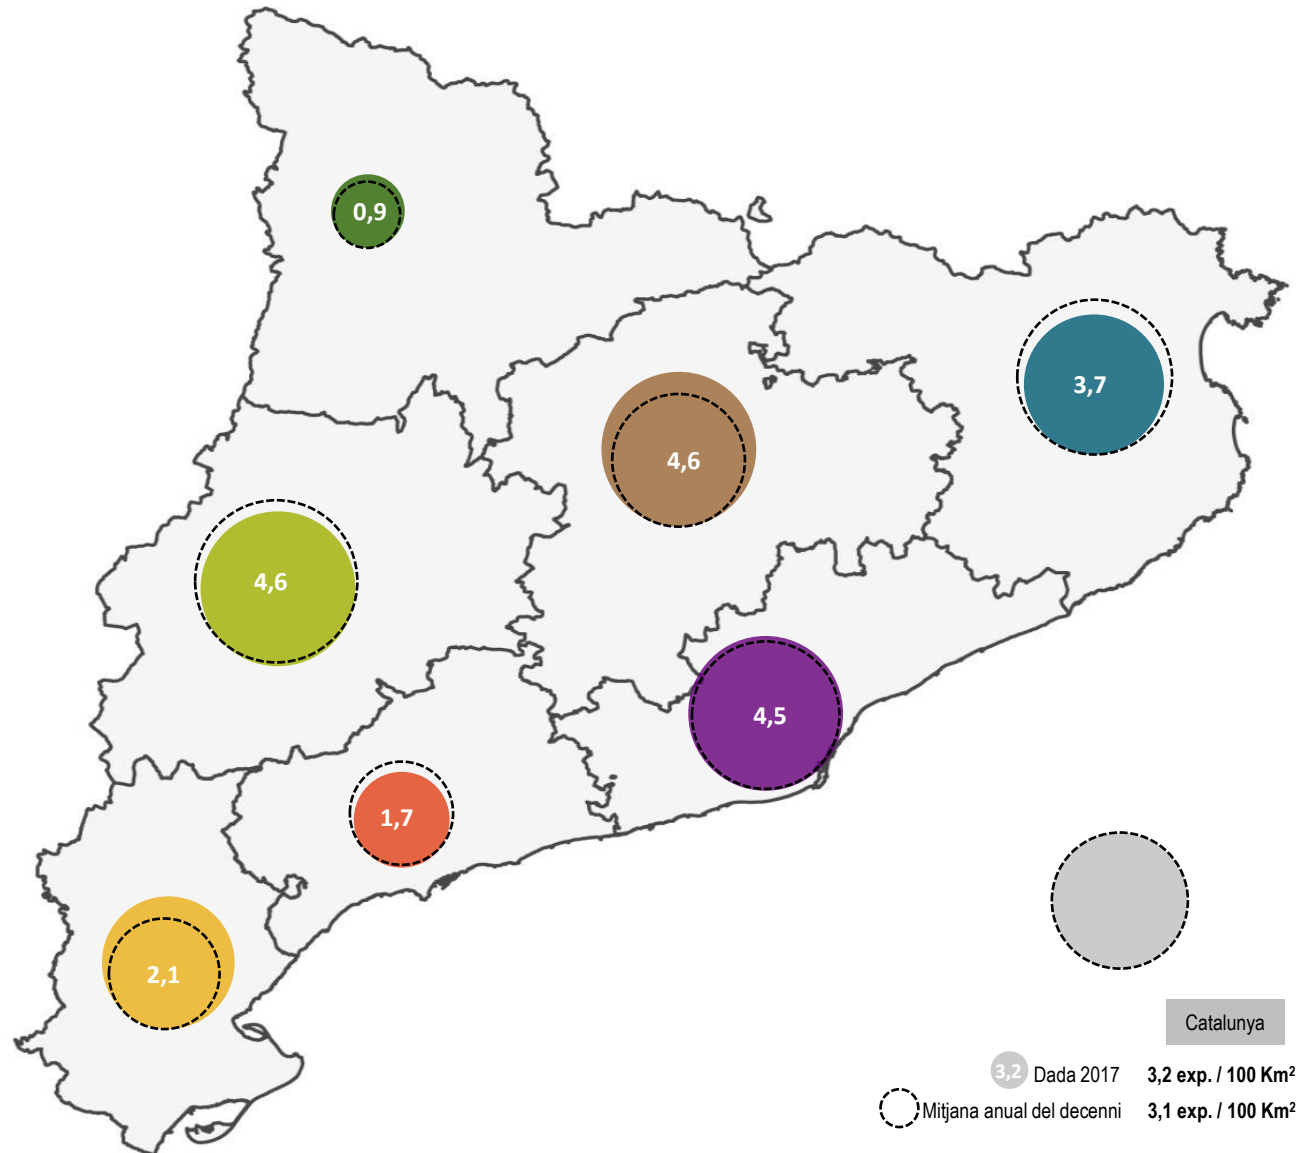 0,9
3,7
4,6
4,6
4,5
1,7
2,1
Catalunya
3,2 Dada 2017 3,2 exp. / 100 Km²
Mitjana anual del decenni 3,1 exp. / 100 Km²